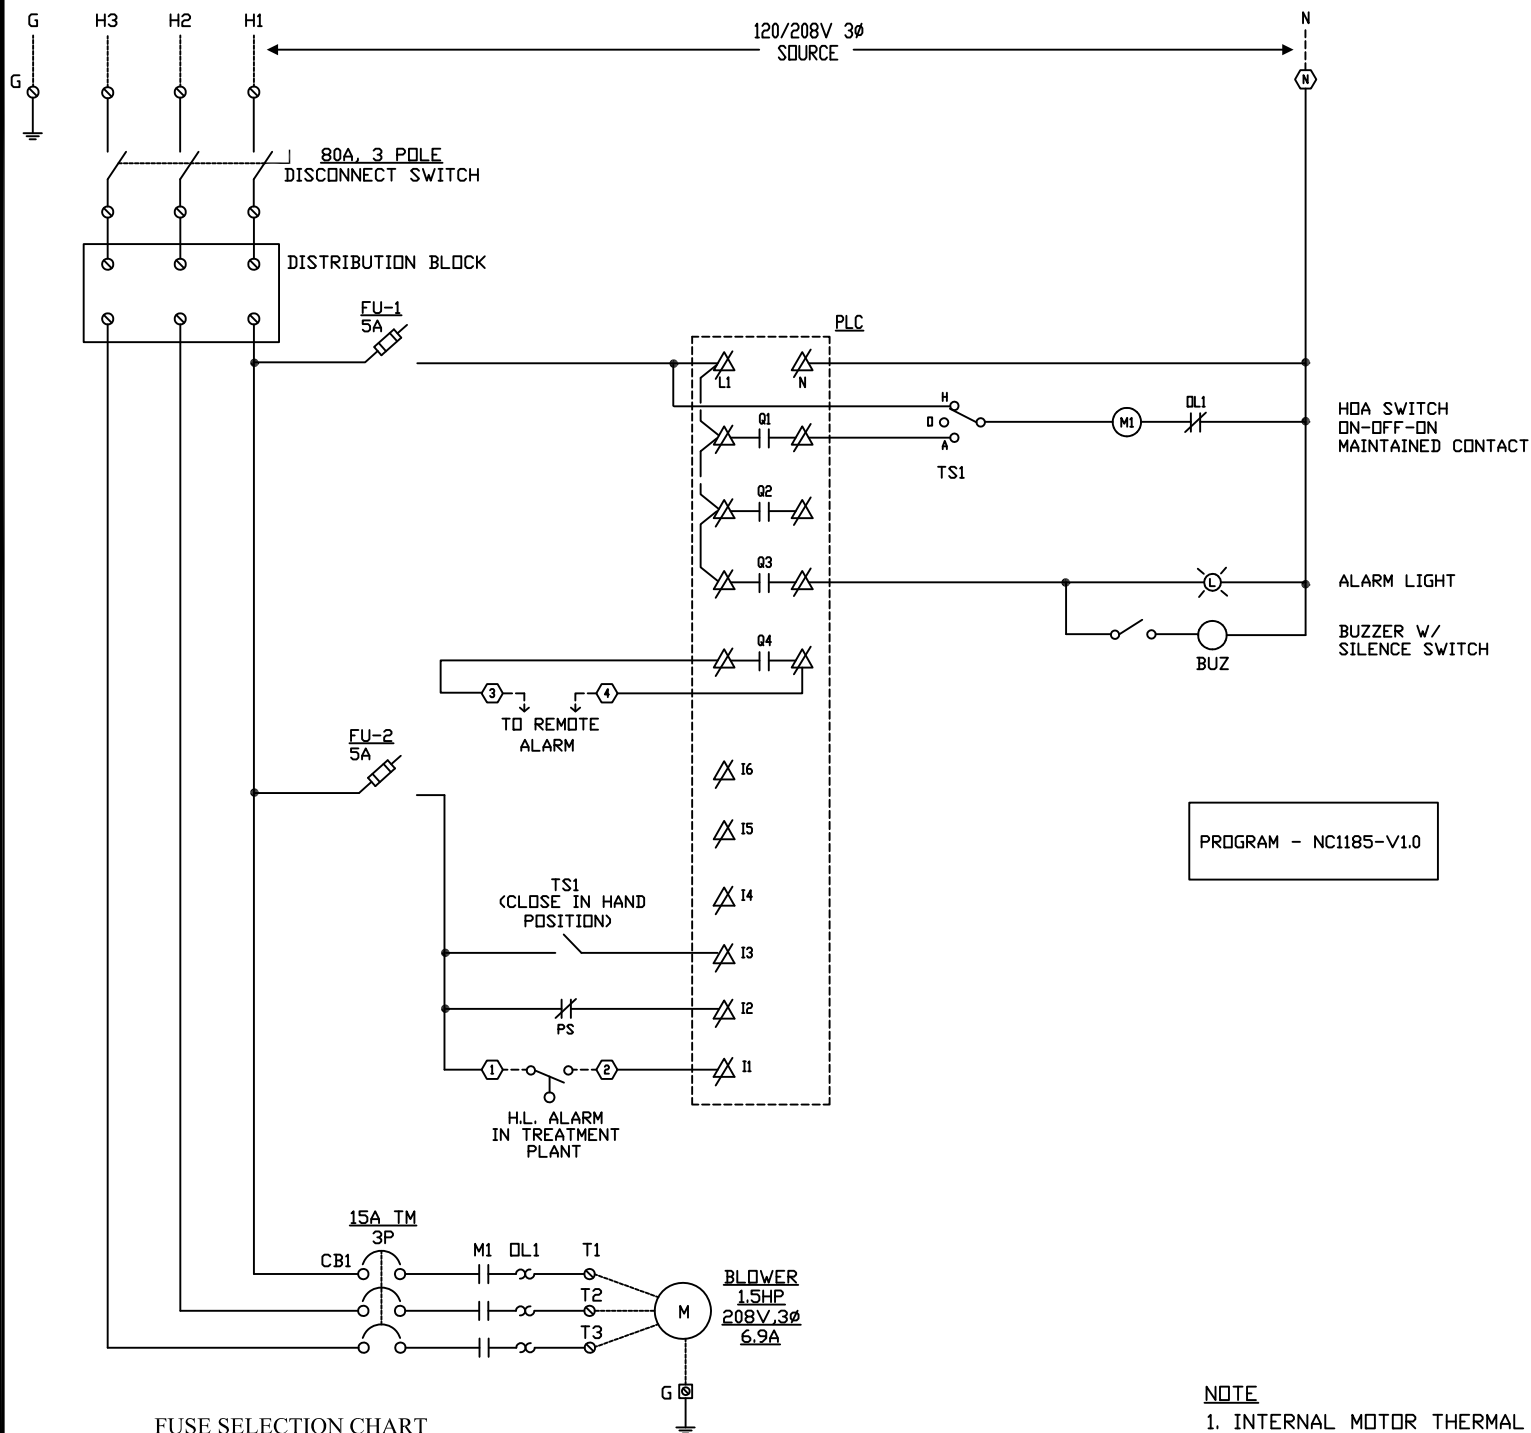 G
H3
H2
H1
N
120/208V 3ø
SOURCE
G
N
80A, 3 POLE
DISCONNECT SWITCH
DISTRIBUTION BLOCK
FU-1
5A
PLC
L1
N
H
O
A
TS1
M1
OL1
HOA SWITCH
ON-OFF-ON
MAINTAINED CONTACT
Q1
Q2
Q3
L
ALARM LIGHT
BUZZER W/
SILENCE SWITCH
BUZ
Q4
3
4
TO REMOTE
ALARM
FU-2
5A
I6
I5
PROGRAM - NC1185-V1.0
I4
TS1
(CLOSE IN HAND
POSITION)
I3
I2
PS
1
2
I1
H.L. ALARM
IN TREATMENT
PLANT
15A TM
3P
CB1
M1
OL1
T1
T2
T3
M
BLOWER
1.5HP
208V,3ø
6.9A
G
FUSE SELECTION CHART
NOTE
1. INTERNAL MOTOR THERMAL